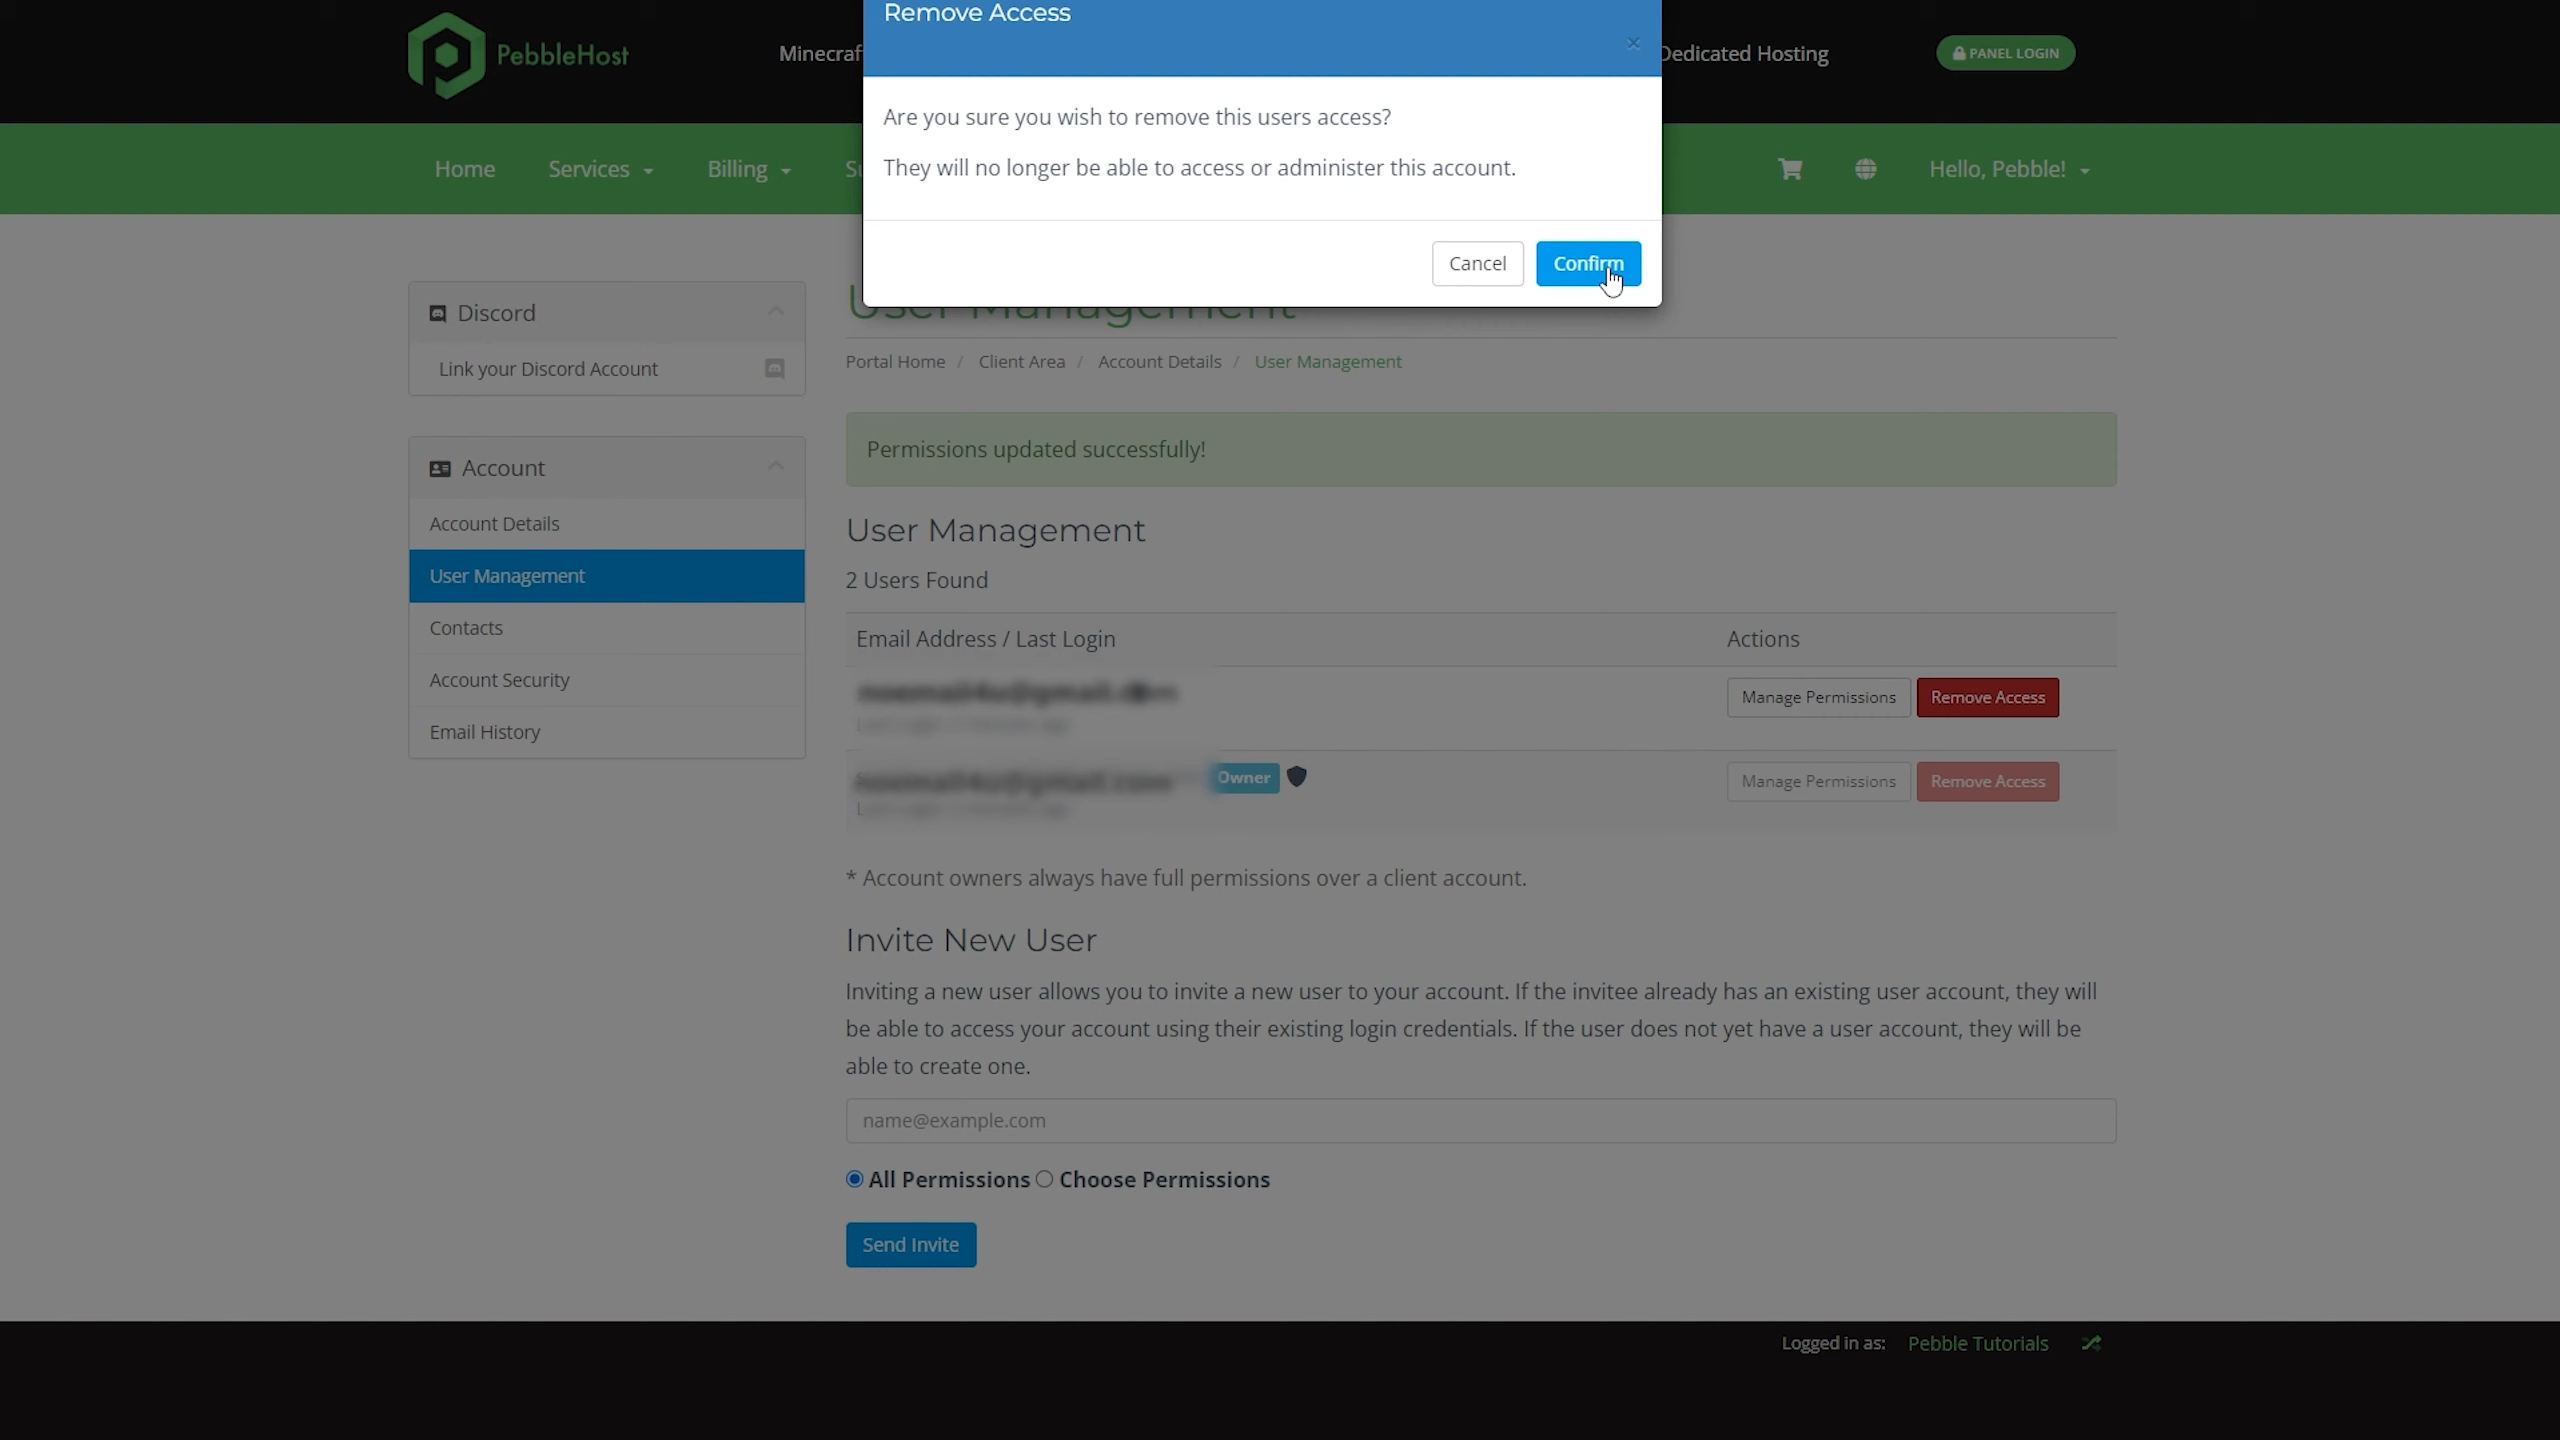 Remove Access
×
PebbleHost
Dedicated Hosting
PANEL LOGIN
Are you sure you wish to remove this users access?
They will no longer be able to access or administer this account.
Cancel
Confirm
Home
Services
Billing
Hello, Pebble!
Discord
Link your Discord Account
Account
Account Details
User Management
Contacts
Account Security
Email History
User Management
Portal Home / Client Area / Account Details / User Management
Permissions updated successfully!
User Management
2 Users Found
Email Address / Last Login
Actions
Manage Permissions
Remove Access
Owner
Manage Permissions
Remove Access
* Account owners always have full permissions over a client account.
Invite New User
Inviting a new user allows you to invite a new user to your account. If the invitee already has an existing user account, they will
be able to access your account using their existing login credentials. If the user does not yet have a user account, they will be
able to create one.
name@example.com
All Permissions
Choose Permissions
Send Invite
Logged in as: Pebble Tutorials